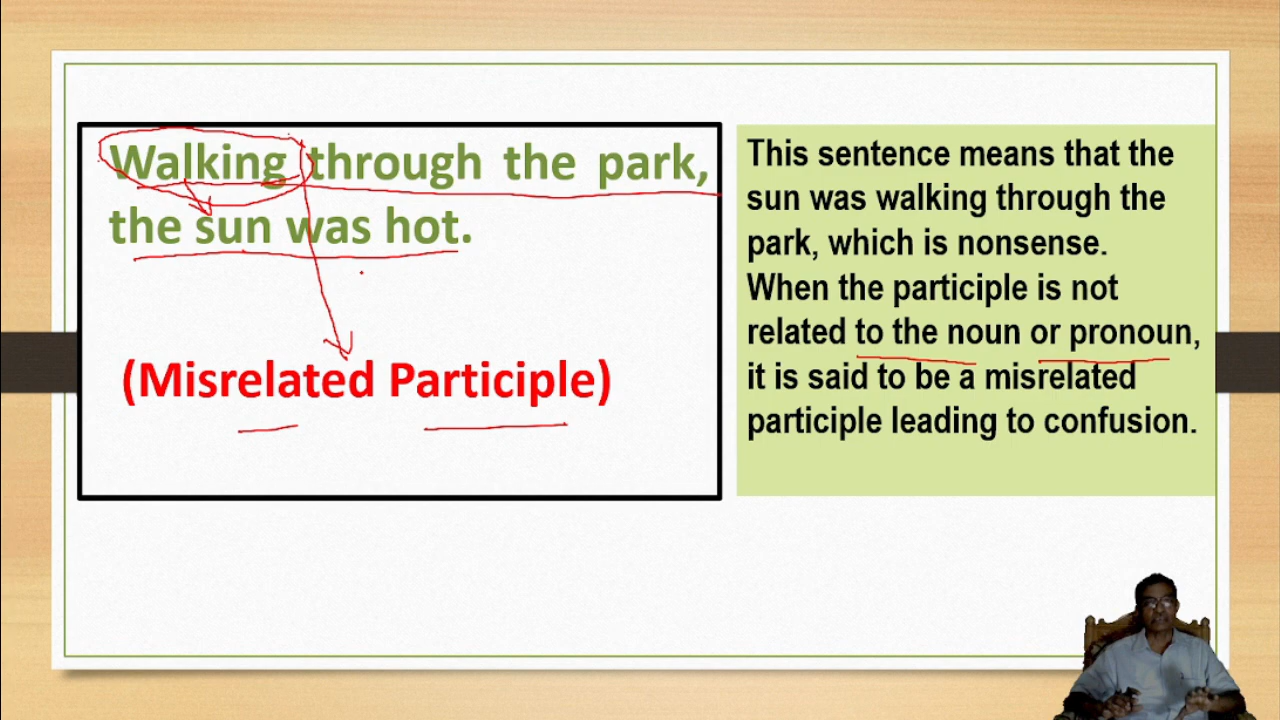 Walking through the park,
the sun was hot.
(Misrelated Participle)
This sentence means that the
sun was walking through the
park, which is nonsense.
When the participle is not
related to the noun or pronoun,
it is said to be a misrelated
participle leading to confusion.